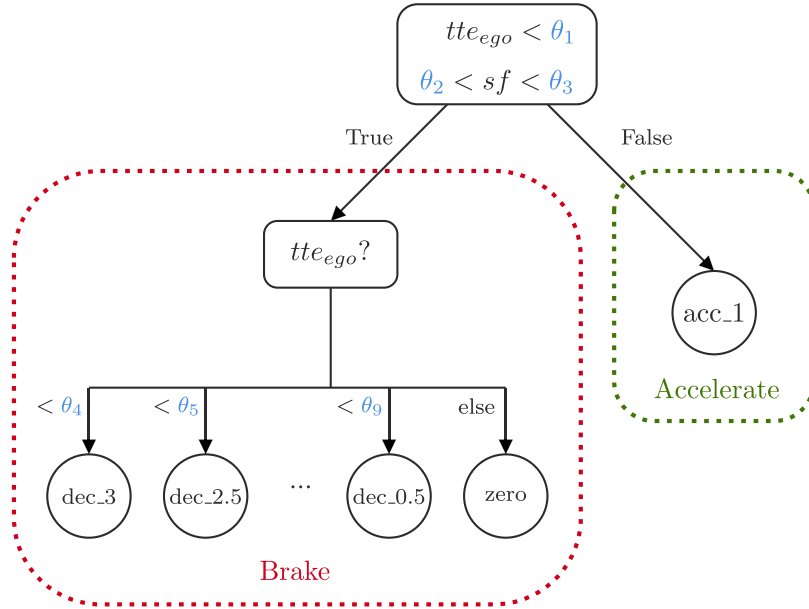 tte_ego < θ₁
θ₂ < sf < θ₃
True
False
tte_ego?
acc_1
Accelerate
< θ₄
< θ₅
< θ₉
else
dec_3
dec_2.5
...
dec_0.5
zero
Brake